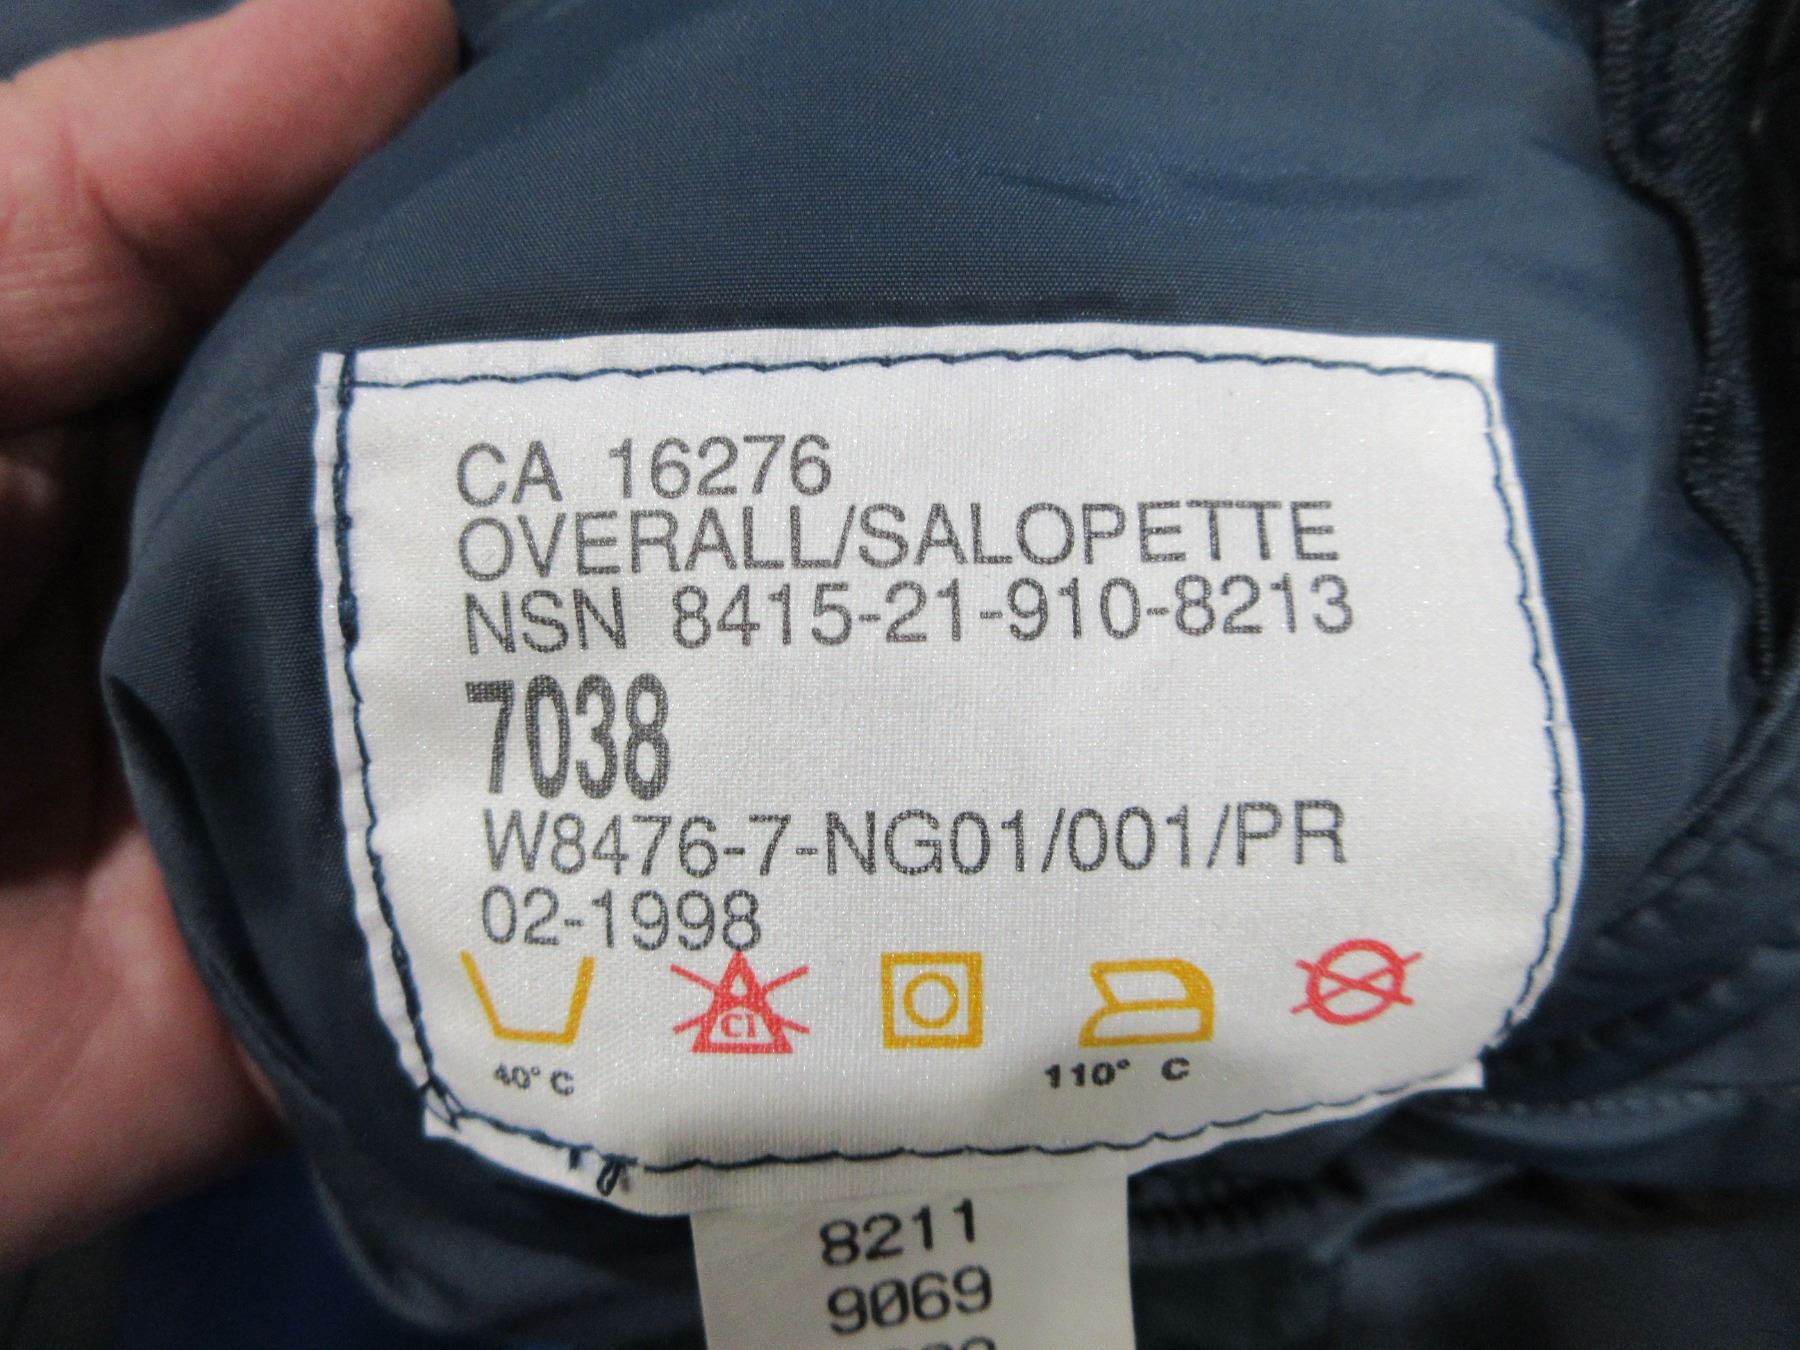 CA 16276
OVERALL/SALOPETTE
NSN 8415-21-910-8213
7038
W8476-7-NG01/001/PR
02-1998
Cl
40° C
110° C
8211
9069